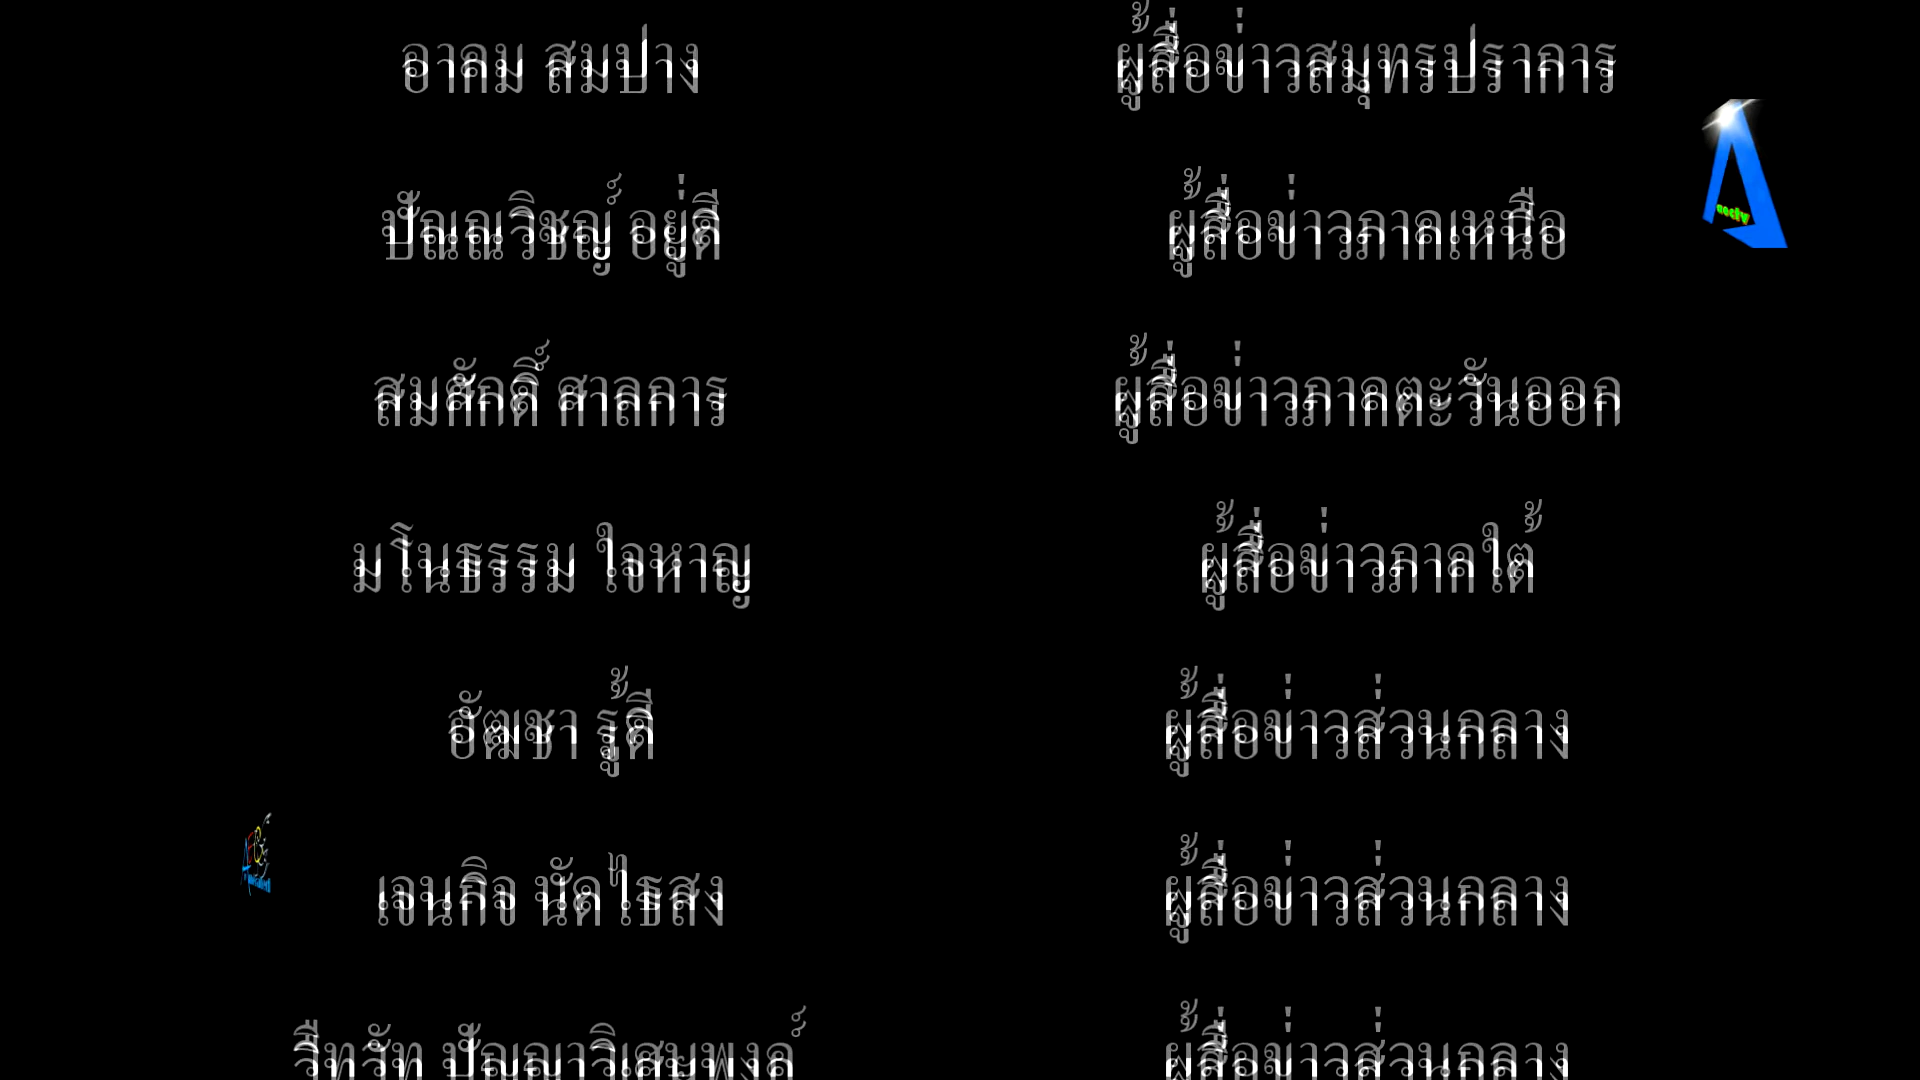 อาคม สมปาง ผู้สื่อข่าวสมุทรปราการ
ปัณณวิชญ์ อยู่ดี ผู้สื่อข่าวภาคเหนือ
สมศักดิ์ ศาลการ ผู้สื่อข่าวภาคตะวันออก
มโนธรรม ใจหาญ ผู้สื่อข่าวภาคใต้
อัฒชา รู้ดี ผู้สื่อข่าวส่วนกลาง
เจนกิจ นัดไธสง ผู้สื่อข่าวส่วนกลาง
ปัญญาวิเศษพงศ์ ผู้สื่อข่าวส่วนกลาง